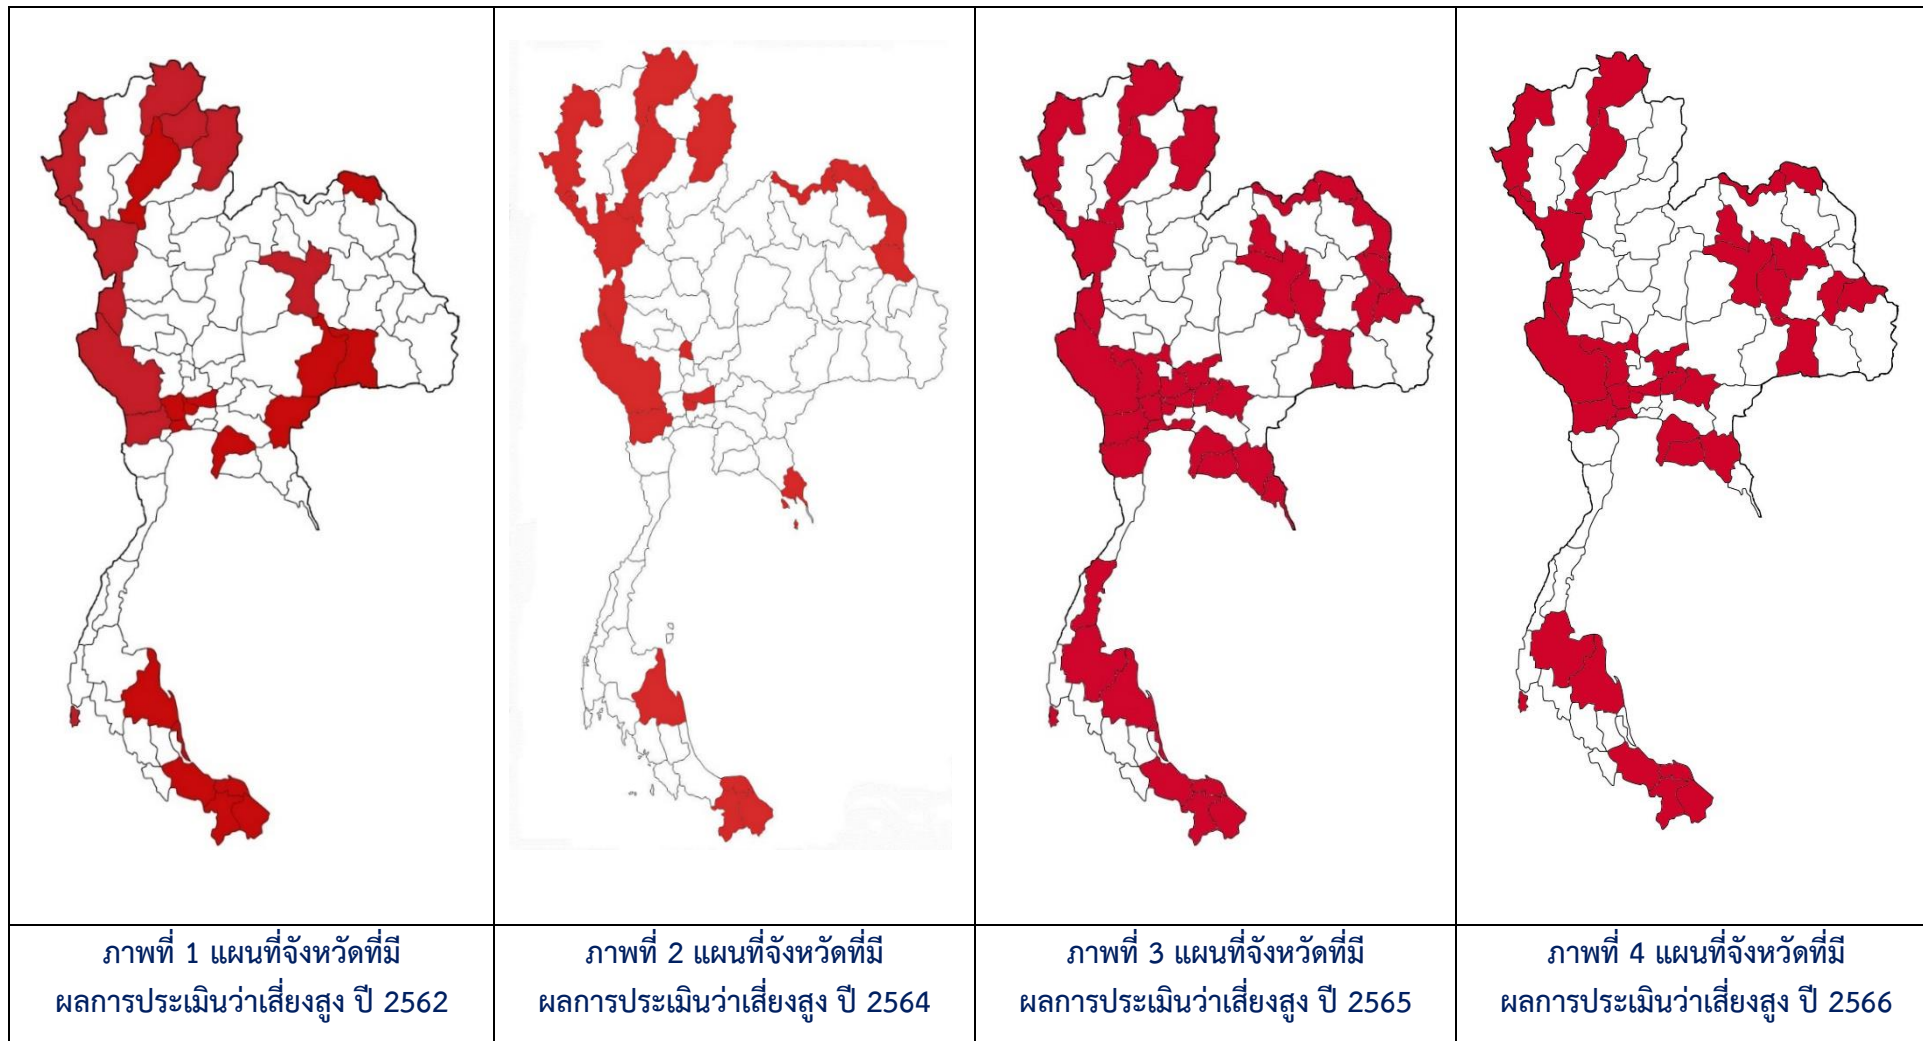 ภาพที่ 1 แผนที่จังหวัดที่มี
ผลการประเมินว่าเสี่ยงสูง ปี 2562
ภาพที่ 2 แผนที่จังหวัดที่มี
ผลการประเมินว่าเสี่ยงสูง ปี 2564
ภาพที่ 3 แผนที่จังหวัดที่มี
ผลการประเมินว่าเสี่ยงสูง ปี 2565
ภาพที่ 4 แผนที่จังหวัดที่มี
ผลการประเมินว่าเสี่ยงสูง ปี 2566